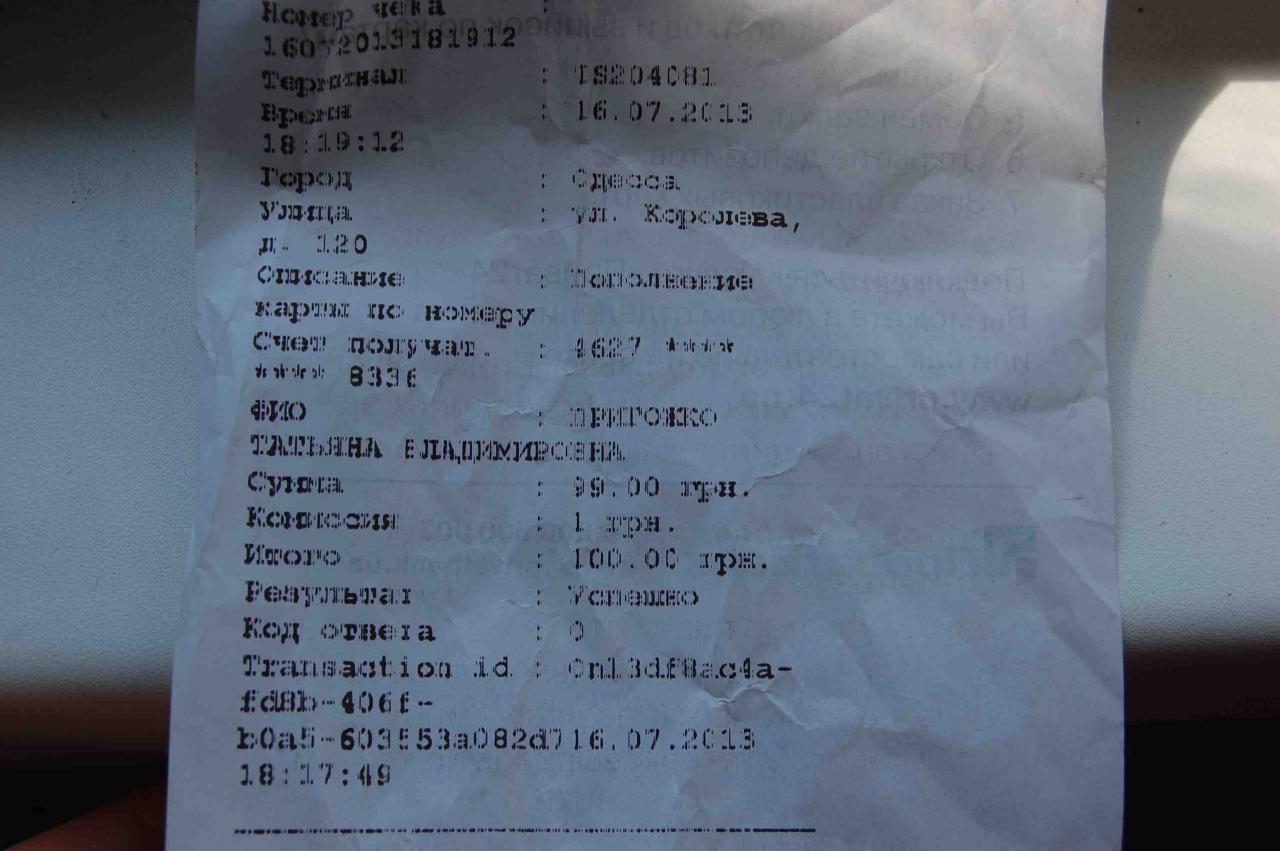 Номер чека :
16072013181912
Терминал : TS204081
Время : 16.07.2013
18:19:12
Город : Одесса
Улица : ул. Королева,
д. 120
Описание : Пополнение
карты по номеру
Счет получат. : 4627 ****
**** 8336
ФИО : ПРИГОЖКО
ТАТЬЯНА ВЛАДИМИРОВНА
Сумма : 99.00 грн.
Комиссия : 1 грн.
Итого : 100.00 грн.
Результат : Успешно
Код ответа : 0
Transaction id : Cn13df8ac4a-
fd8b-406f-
b0a5-603553a082d716.07.2013
18:17:49